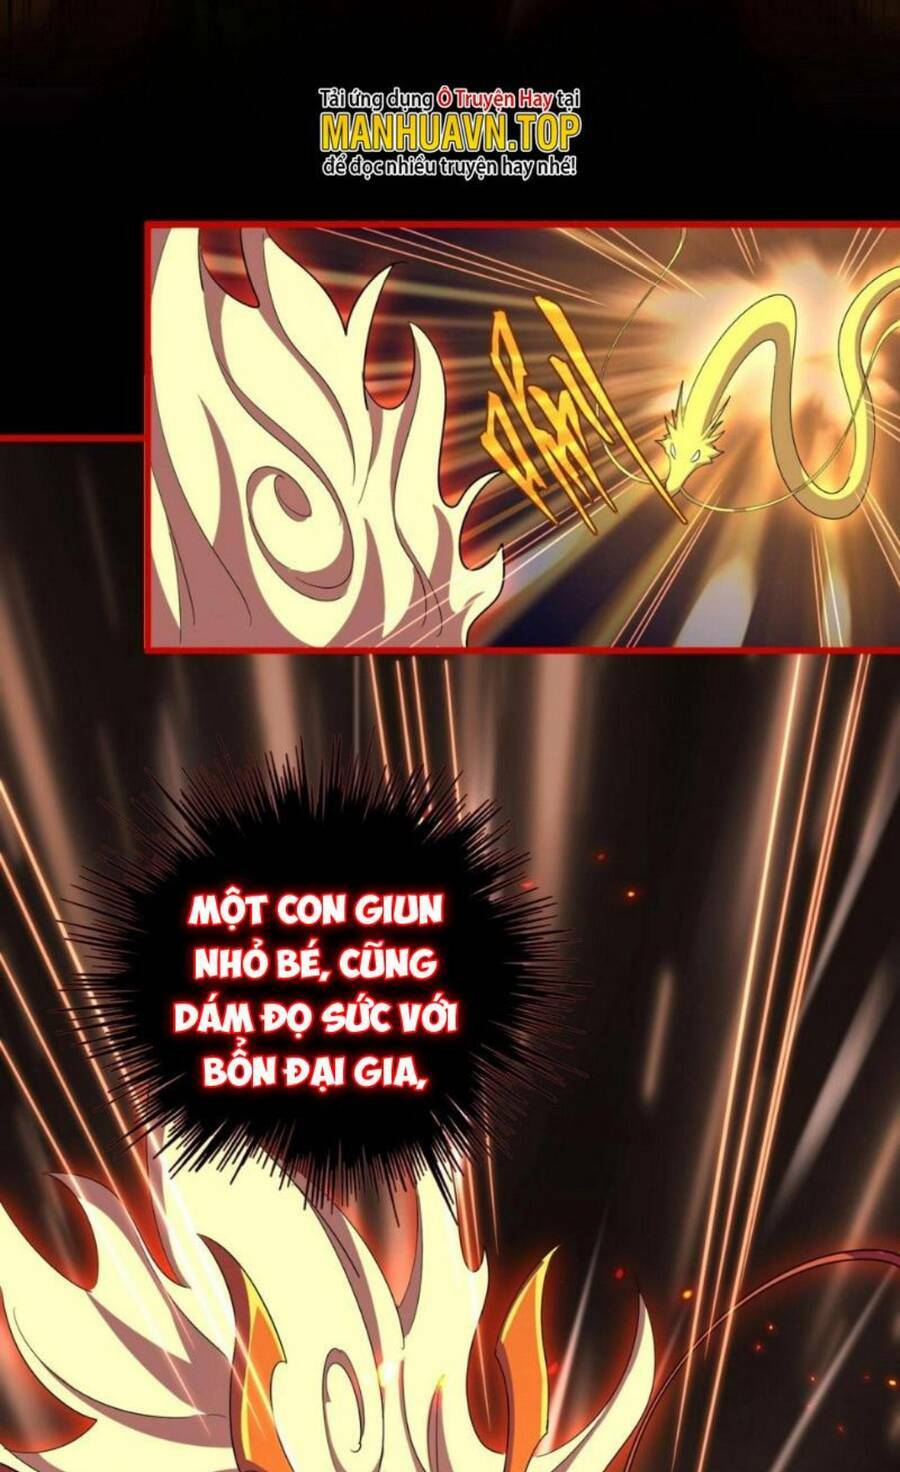 Tải ứng dụng Ô Truyện Hay tại
MANHUAVN.TOP
để đọc nhiều truyện hay nhé!
MỘT CON GIUN
NHỎ BÉ, CŨNG
DÁM ĐỌ SỨC VỚI
BỔN ĐẠI GIA,